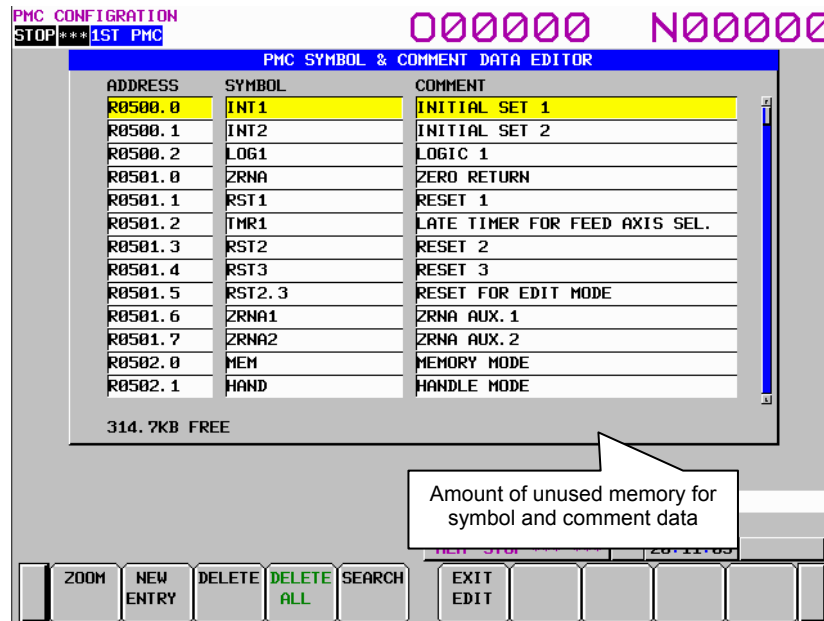 PMC CONFIGRATION
STOP ***1ST PMC O00000 N00000
PMC SYMBOL & COMMENT DATA EDITOR
ADDRESS SYMBOL COMMENT
R0500.0 INT1 INITIAL SET 1
R0500.1 INT2 INITIAL SET 2
R0500.2 LOG1 LOGIC 1
R0501.0 ZRNA ZERO RETURN
R0501.1 RST1 RESET 1
R0501.2 TMR1 LATE TIMER FOR FEED AXIS SEL.
R0501.3 RST2 RESET 2
R0501.4 RST3 RESET 3
R0501.5 RST2.3 RESET FOR EDIT MODE
R0501.6 ZRNA1 ZRNA AUX.1
R0501.7 ZRNA2 ZRNA AUX.2
R0502.0 MEM MEMORY MODE
R0502.1 HAND HANDLE MODE
314.7KB FREE
Amount of unused memory for
symbol and comment data
ZOOM NEW DELETE DELETE SEARCH EXIT
ENTRY ALL EDIT